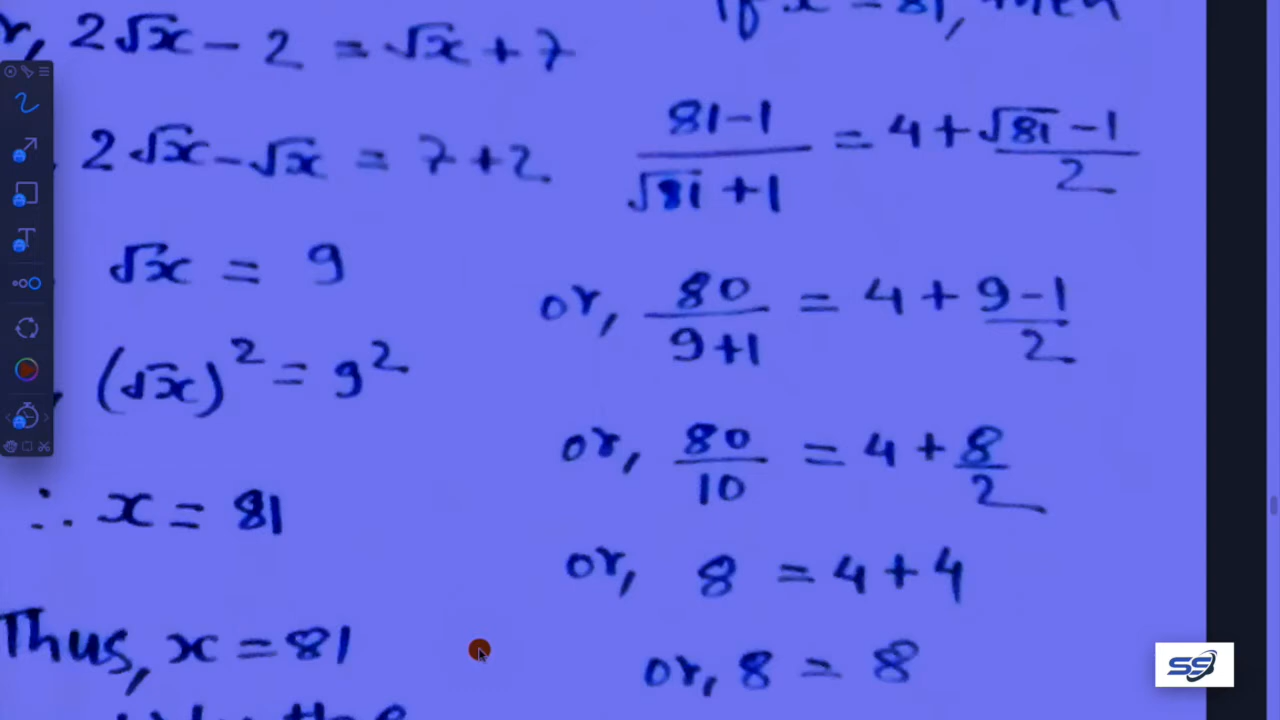 r, 2√x - 2 = √x + 7
2√x - √x = 7 + 2
√x = 9
(√x)² = 9²
∴ x = 81
Thus, x = 81
If x = 81, then
81-1 / √81 + 1 = 4 + √81 - 1 / 2
or, 80 / 9+1 = 4 + 9-1 / 2
or, 80 / 10 = 4 + 8 / 2
or, 8 = 4 + 4
or, 8 = 8
T
S9